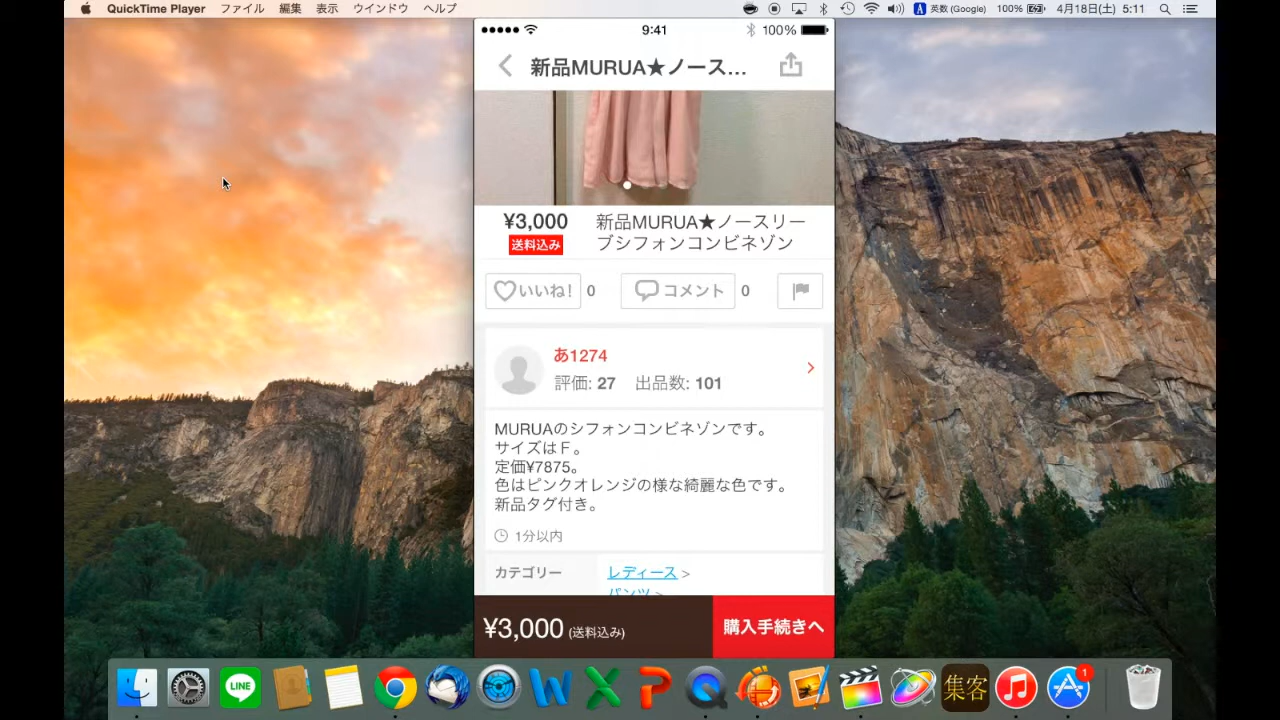 QuickTime Player ファイル 編集 表示 ウインドウ ヘルプ
A 英数 (Google) 100% 4月18日(土) 5:11
9:41 100%
新品MURUA★ノース...
¥3,000
送料込み
新品MURUA★ノースリー
ブシフォンコンビネゾン
いいね! 0 コメント 0
あ1274
評価: 27 出品数: 101
MURUAのシフォンコンビネゾンです。
サイズはF。
定価¥7875。
色はピンクオレンジの様な綺麗な色です。
新品タグ付き。
1分以内
カテゴリー レディース >
パンツ >
¥3,000 (送料込み) 購入手続きへ
LINE
集客
1